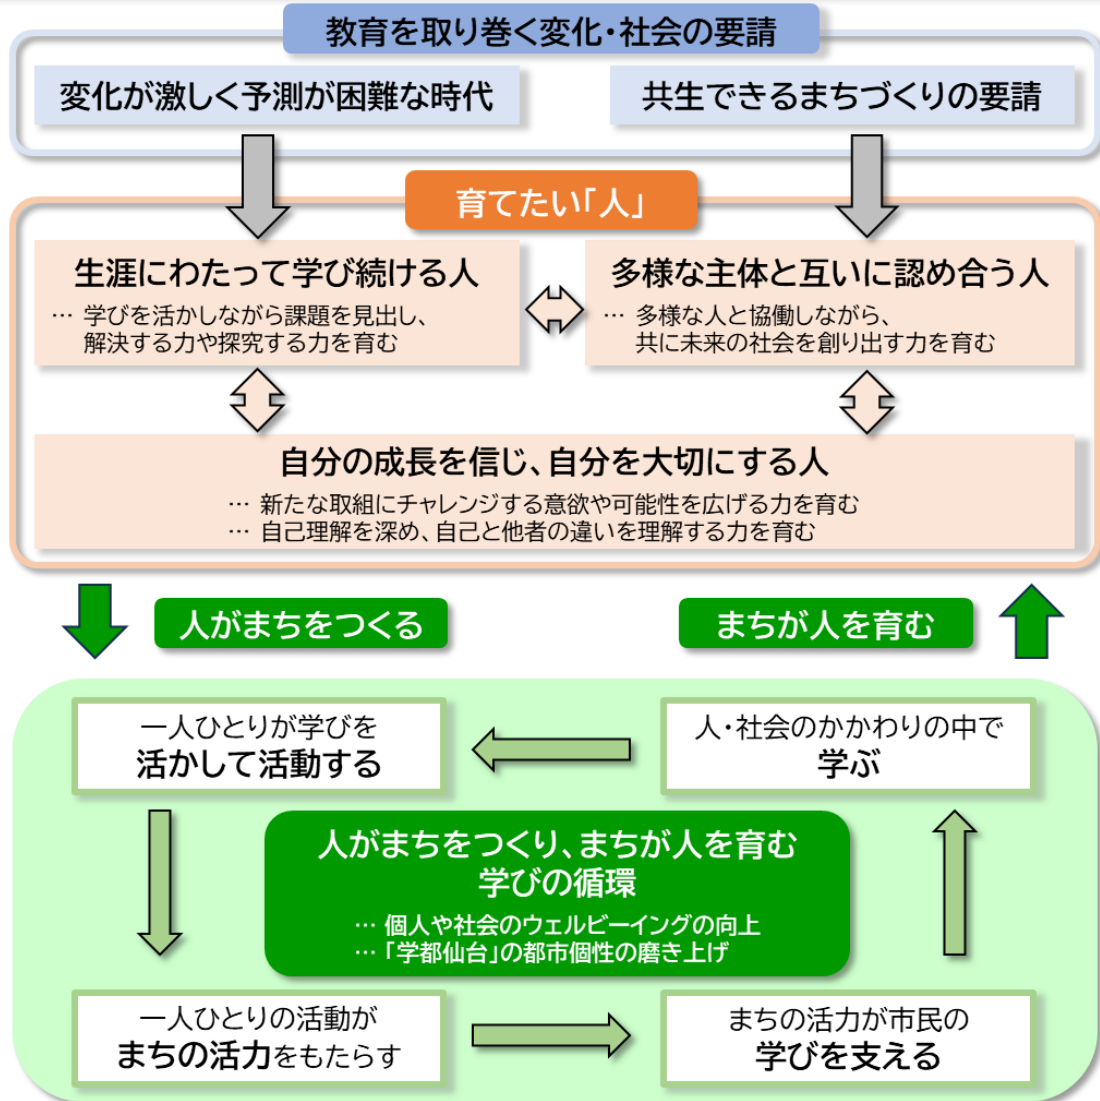 教育を取り巻く変化・社会の要請
変化が激しく予測が困難な時代
共生できるまちづくりの要請
育てたい「人」
生涯にわたって学び続ける人
… 学びを活かしながら課題を見出し、
解決する力や探究する力を育む
多様な主体と互いに認め合う人
… 多様な人と協働しながら、
共に未来の社会を創り出す力を育む
自分の成長を信じ、自分を大切にする人
… 新たな取組にチャレンジする意欲や可能性を広げる力を育む
… 自己理解を深め、自己と他者の違いを理解する力を育む
人がまちをつくる
まちが人を育む
一人ひとりが学びを
活かして活動する
人・社会のかかわりの中で
学ぶ
人がまちをつくり、まちが人を育む
学びの循環
… 個人や社会のウェルビーイングの向上
… 「学都仙台」の都市個性の磨き上げ
一人ひとりの活動が
まちの活力をもたらす
まちの活力が市民の
学びを支える